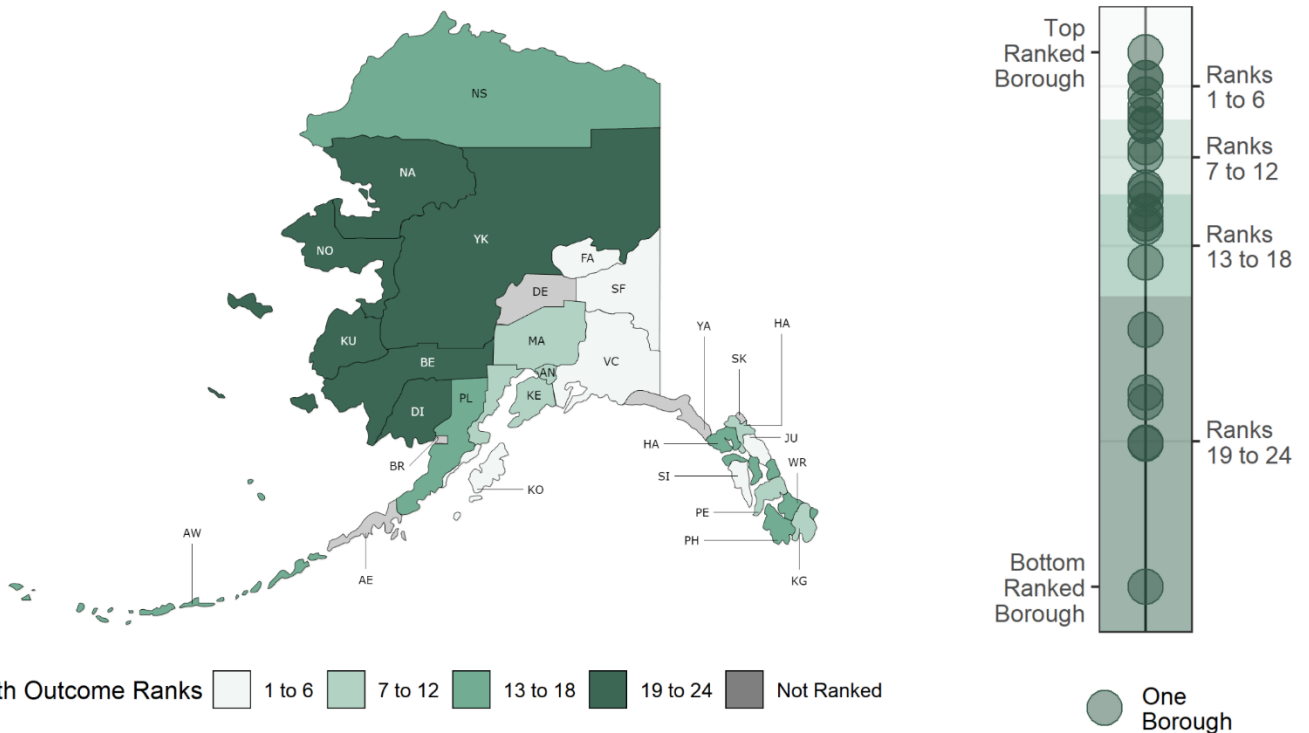 NS
NA
NO
YK
FA
SF
DE
KU
MA
VC
BE
AN
KE
DI
PL
BR
KO
AW
AE
YA
HA
SK
HA
JU
SI
WR
PE
PH
KG
th Outcome Ranks
1 to 6
7 to 12
13 to 18
19 to 24
Not Ranked
Top
Ranked
Borough
Ranks
1 to 6
Ranks
7 to 12
Ranks
13 to 18
Ranks
19 to 24
Bottom
Ranked
Borough
One
Borough